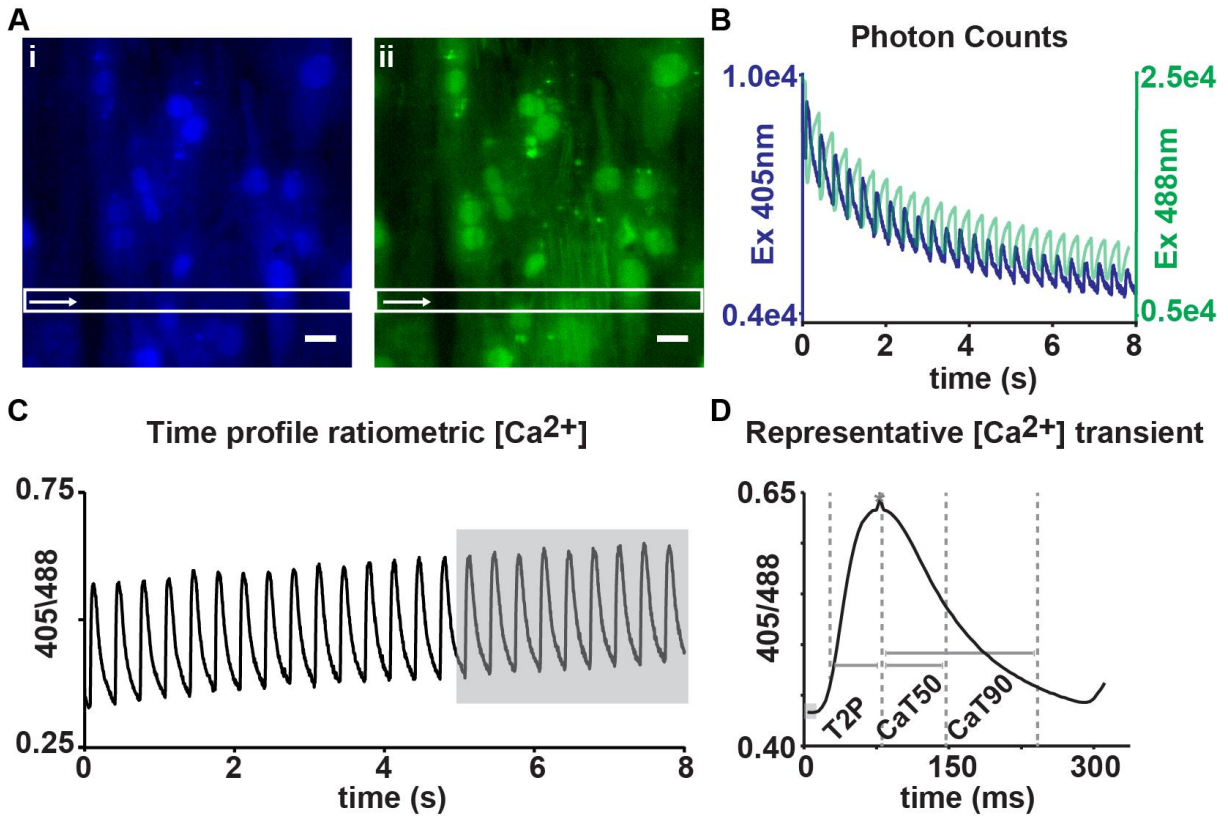 A
i
ii
B
Photon Counts
1.0e4
2.5e4
Ex 405nm
Ex 488nm
0.4e4
0.5e4
0
2
4
6
8
time (s)
C
Time profile ratiometric [Ca2+]
0.75
405\488
0.25
0
2
4
6
8
time (s)
D
Representative [Ca2+] transient
0.65
*
405/488
T2P
CaT50
CaT90
0.40
0
150
300
time (ms)